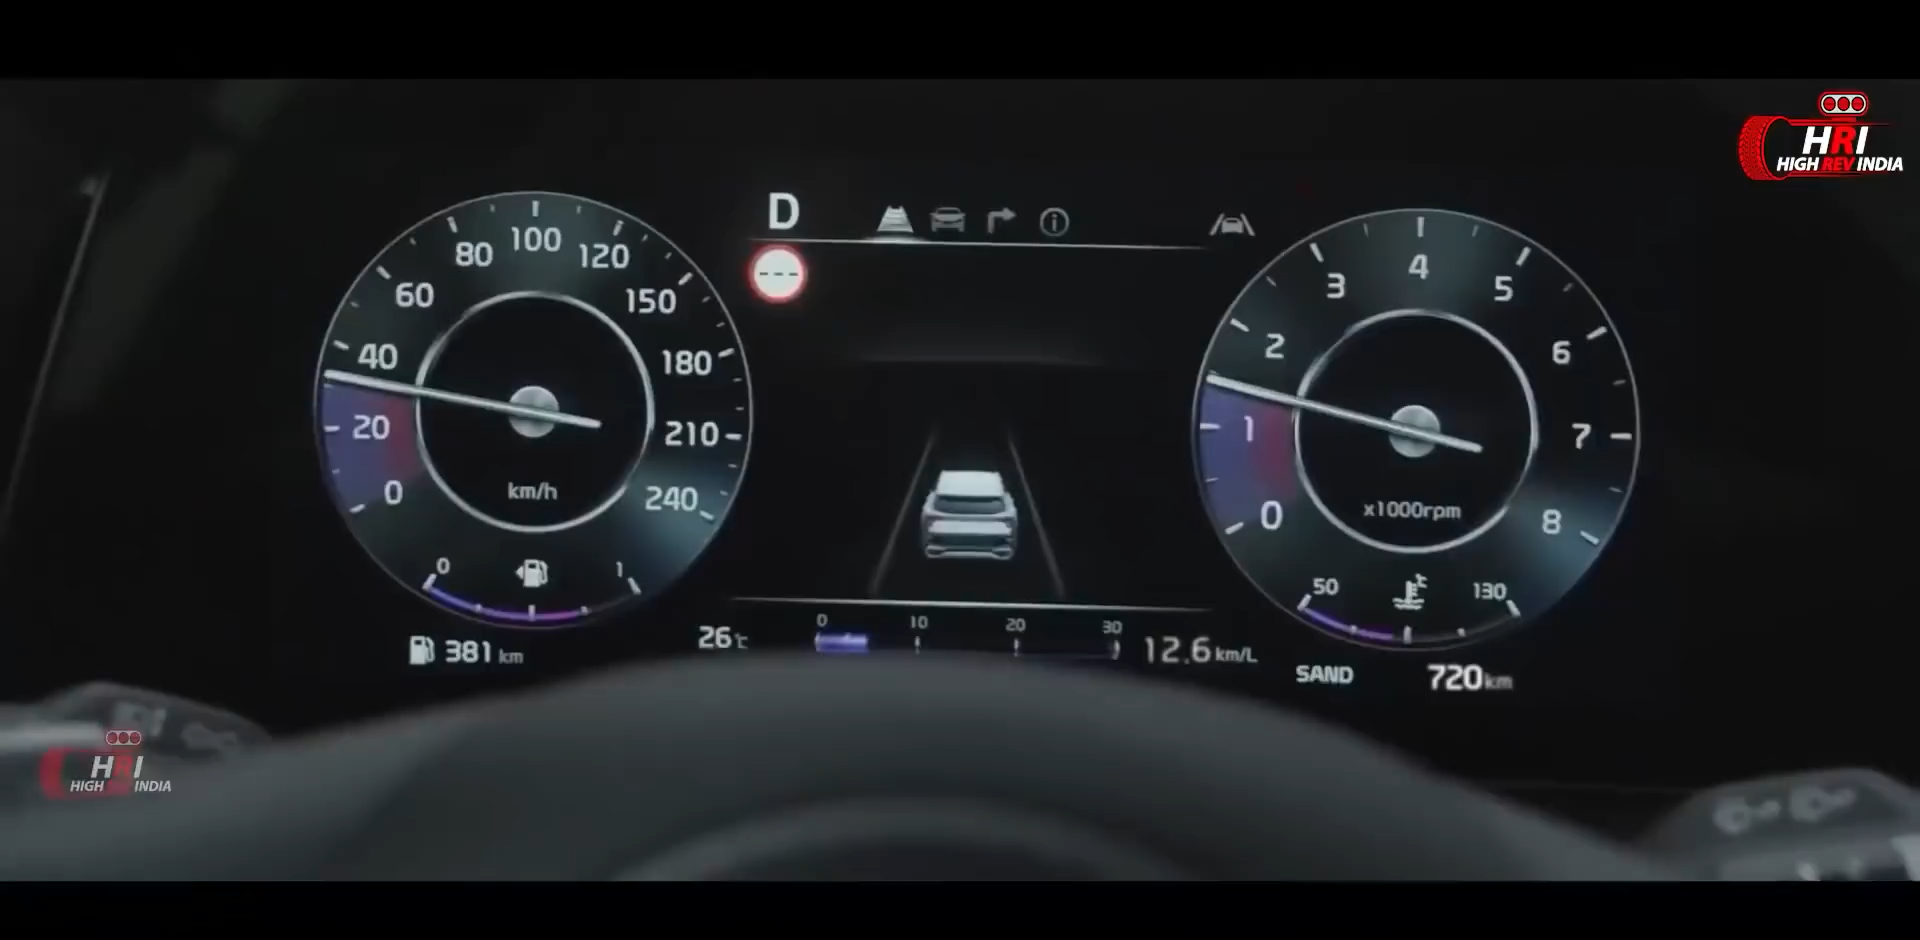 HRI
HIGH REV INDIA
D
---
0
20
40
60
80
100
120
150
180
210
240
km/h
0
1
381 km
0
1
2
3
4
5
6
7
8
x1000rpm
50
130
26℃
0 10 20 30
12.6 km/L
SAND
720 km
HRI
HIGH REV INDIA